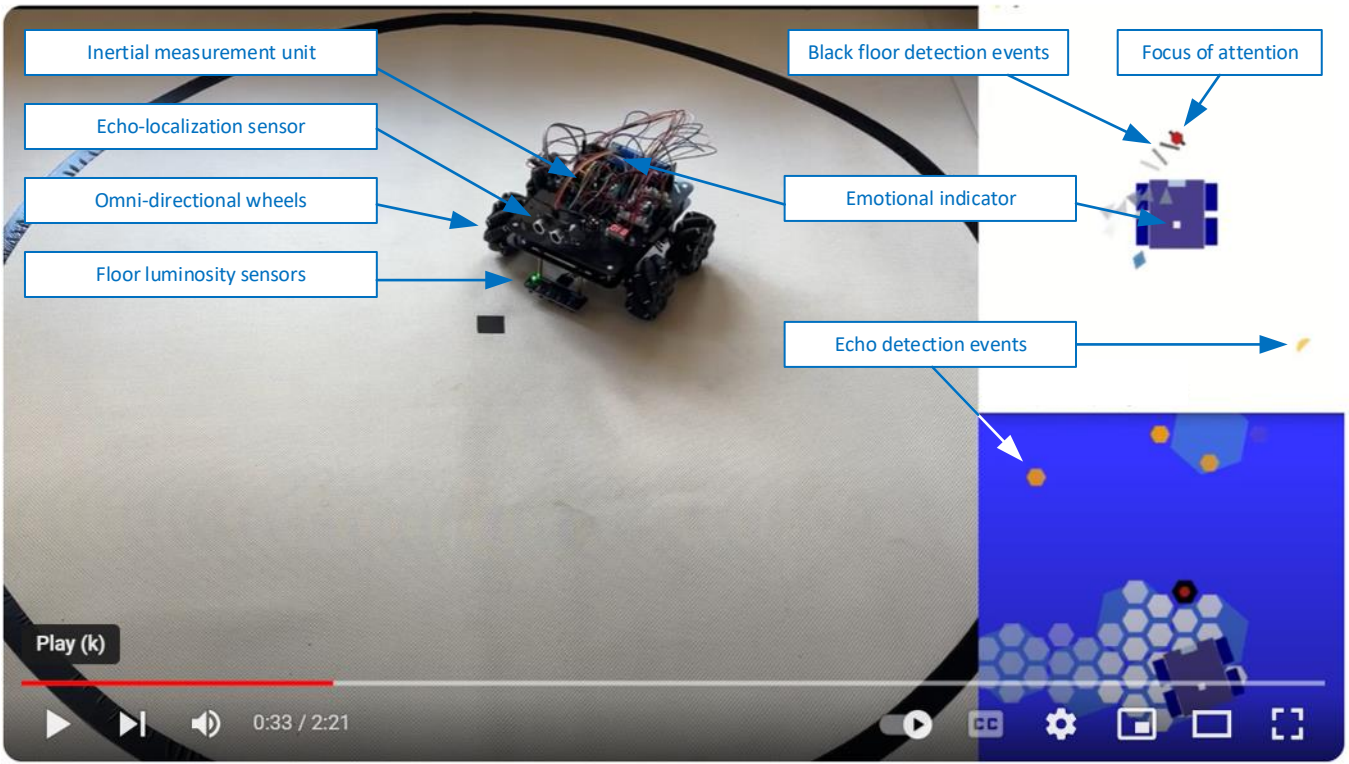 Inertial measurement unit
Echo-localization sensor
Omni-directional wheels
Floor luminosity sensors
Black floor detection events
Focus of attention
Emotional indicator
Echo detection events
Play (k)
0:33 / 2:21
CC